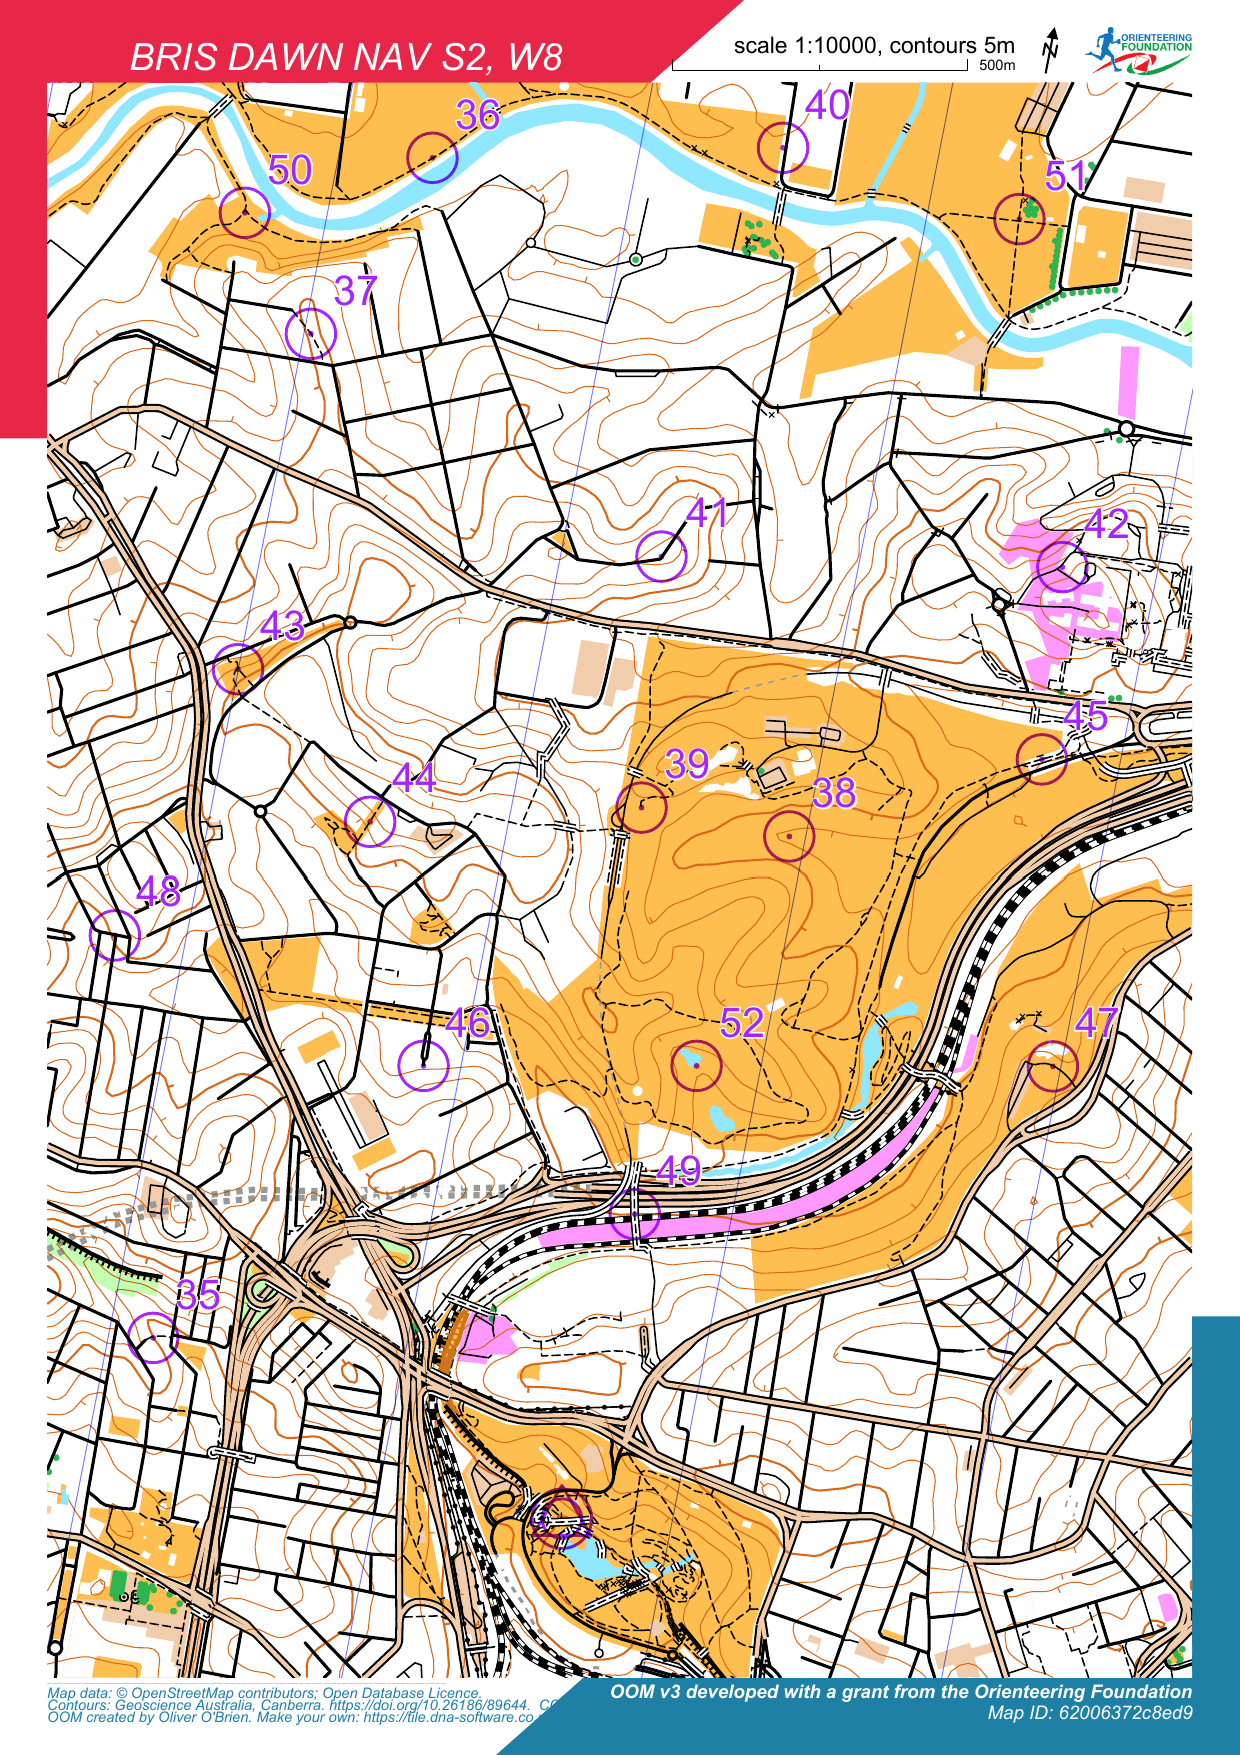 BRIS DAWN NAV S2, W8
scale 1:10000, contours 5m
500m
N
ORIENTEERING
FOUNDATION
36
40
50
51
37
41
42
43
45
39
44
38
48
46
52
47
49
35
Map data: © OpenStreetMap contributors; Open Database Licence.
Contours: Geoscience Australia, Canberra. https://doi.org/10.26186/89644. CC
OOM created by Oliver O'Brien. Make your own: https://tile.dna-software.co.
OOM v3 developed with a grant from the Orienteering Foundation
Map ID: 62006372c8ed9